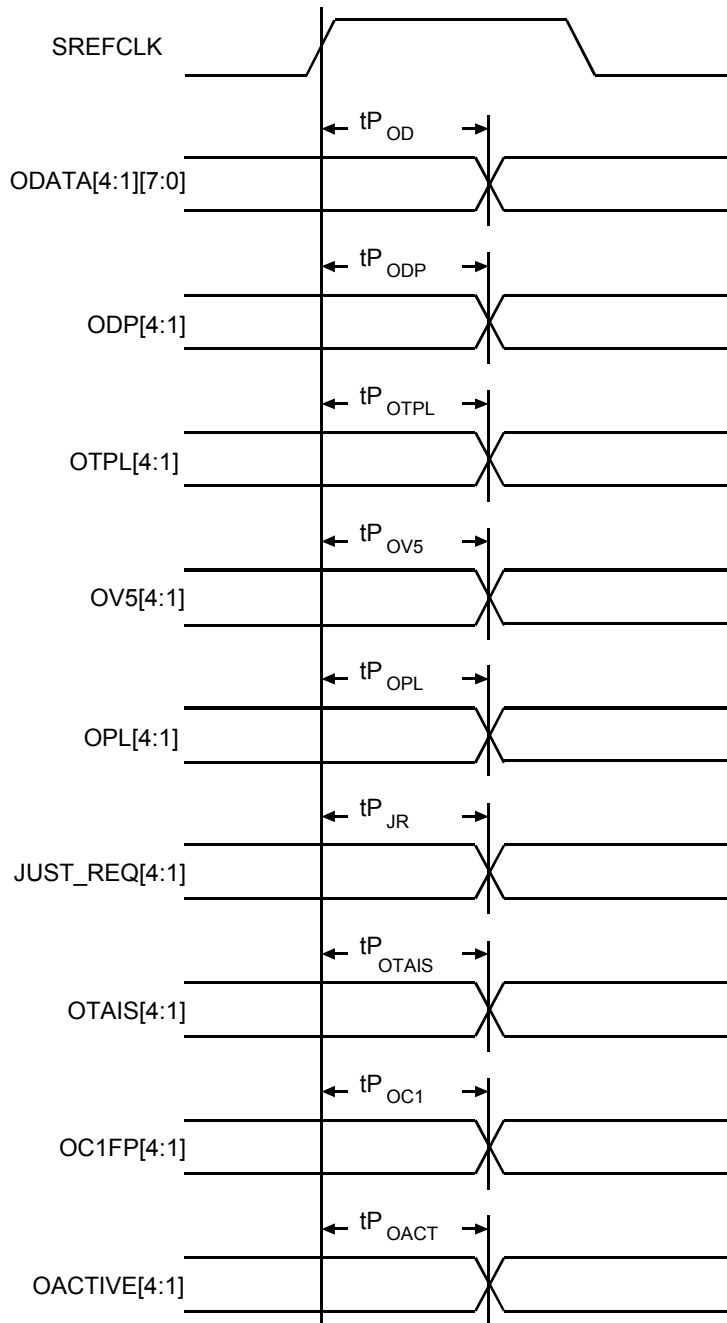 SREFCLK
tP OD
ODATA[4:1][7:0]
tP ODP
ODP[4:1]
tP OTPL
OTPL[4:1]
tP OV5
OV5[4:1]
tP OPL
OPL[4:1]
tP JR
JUST_REQ[4:1]
tP OTAIS
OTAIS[4:1]
tP OC1
OC1FP[4:1]
tP OACT
OACTIVE[4:1]